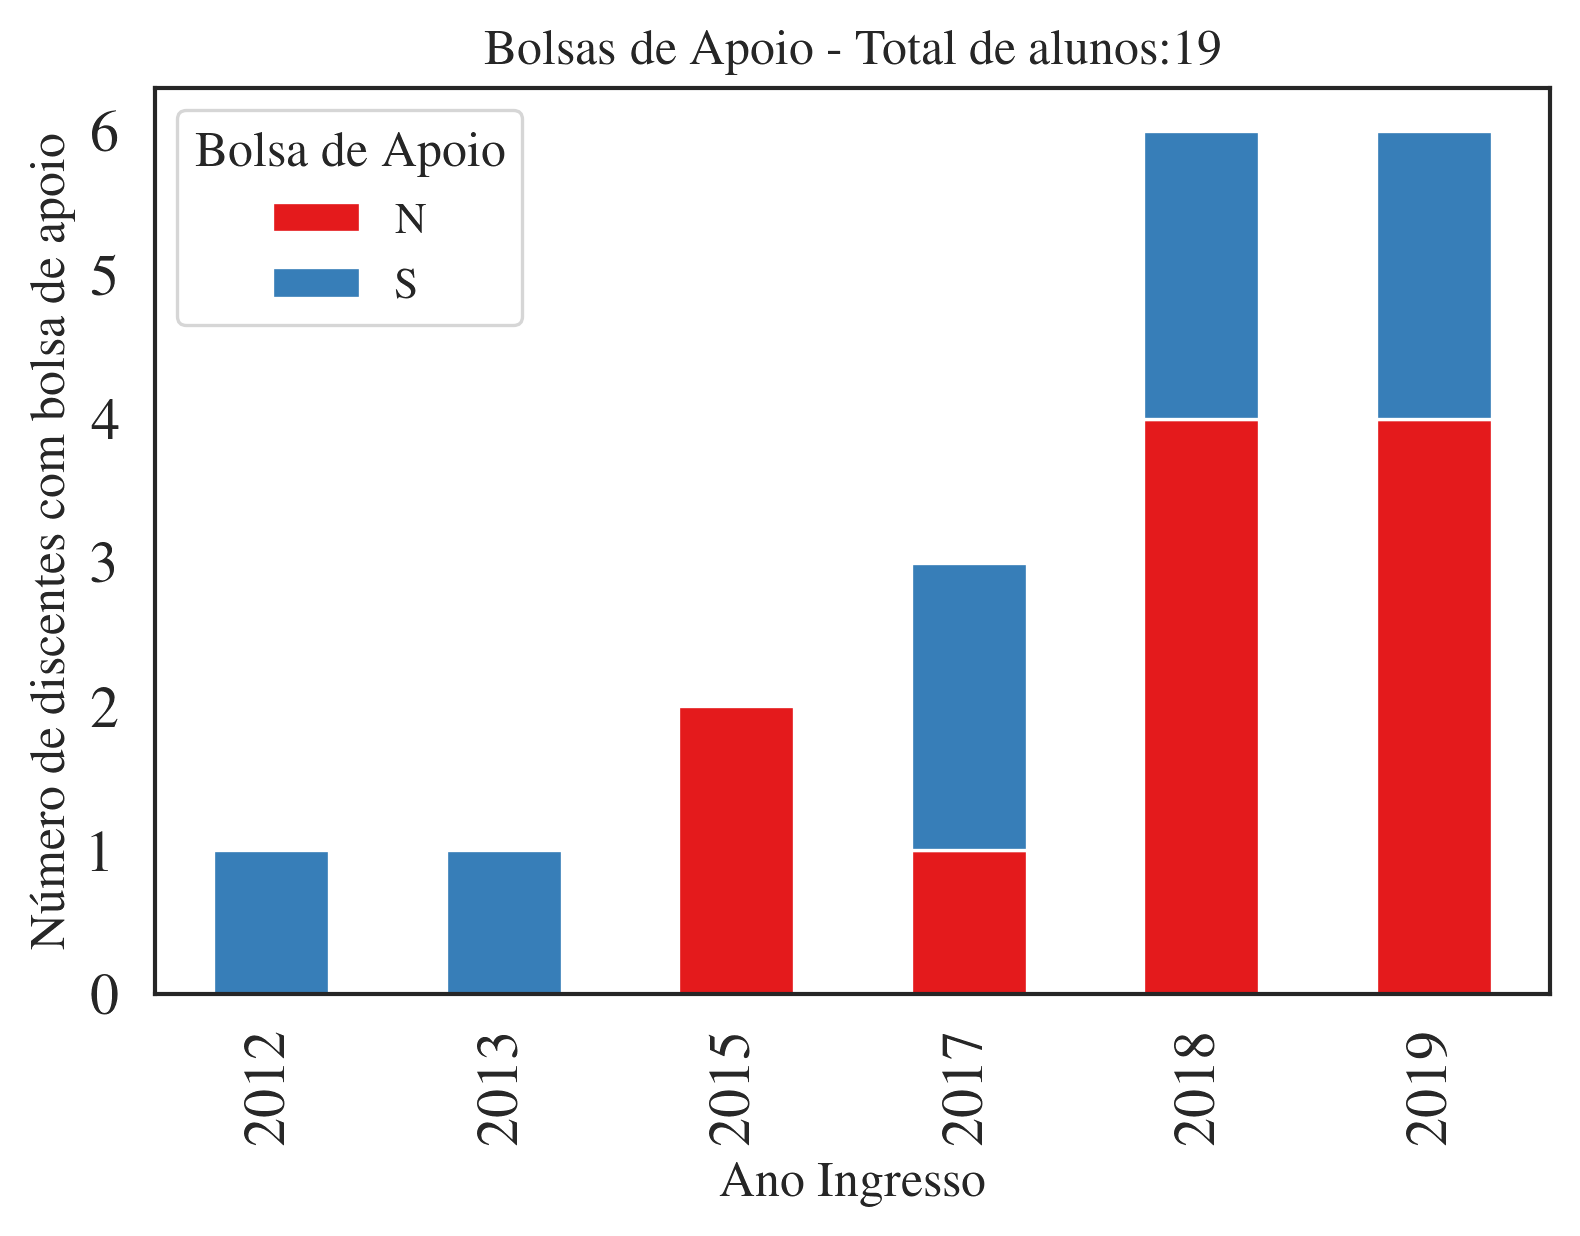 Bolsas de Apoio - Total de alunos:19
Bolsa de Apoio
N
S
Número de discentes com bolsa de apoio
6
5
4
3
2
1
0
2012
2013
2015
2017
2018
2019
Ano Ingresso